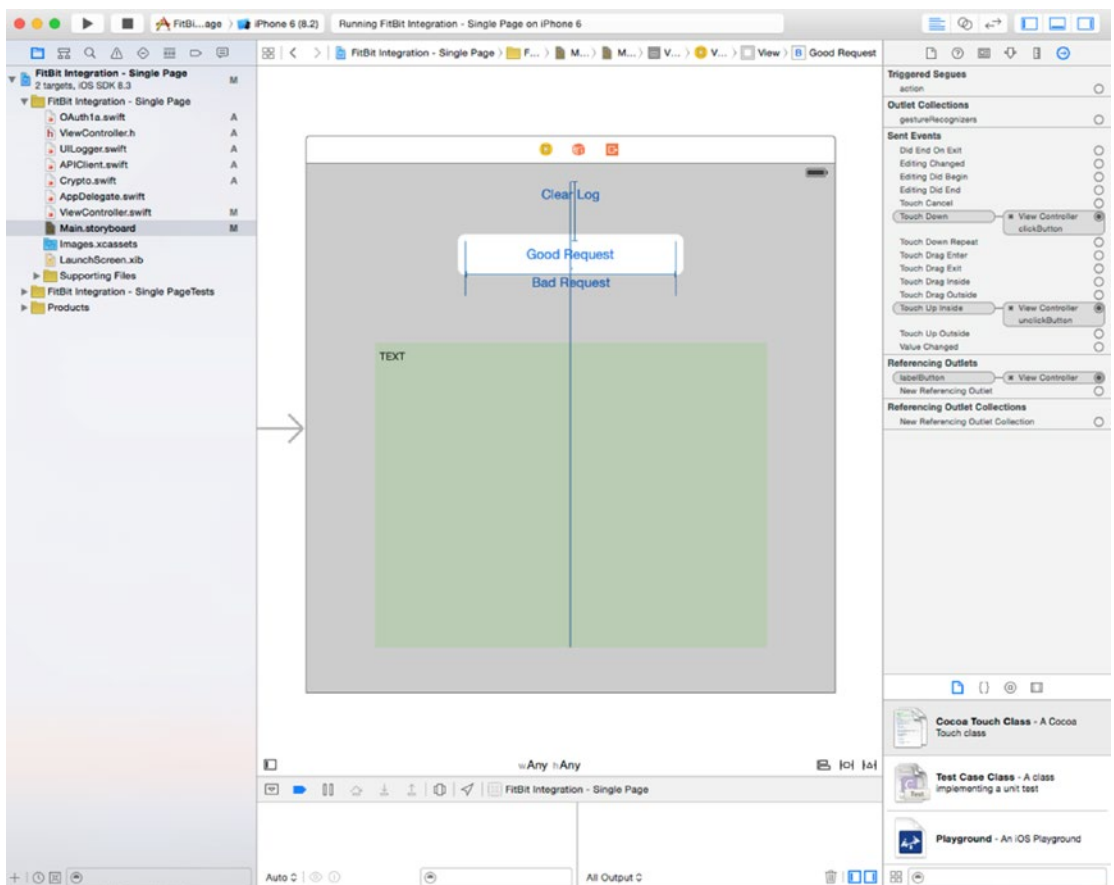 FitBi...age
iPhone 6 (8.2)
Running FitBit Integration - Single Page on iPhone 6
FitBit Integration - Single Page
F...
M...
M...
V...
V...
View
B Good Request
FitBit Integration - Single Page M
2 targets, iOS SDK 8.3
FitBit Integration - Single Page
OAuth1a.swift A
h ViewController.h A
UILogger.swift A
APIClient.swift A
Crypto.swift A
AppDelegate.swift
ViewController.swift M
Main.storyboard M
Images.xcassets
LaunchScreen.xib
Supporting Files
FitBit Integration - Single PageTests
Products
Clear Log
Good Request
Bad Request
TEXT
wAny hAny
FitBit Integration - Single Page
Auto
All Output
Triggered Segues
action
Outlet Collections
gestureRecognizers
Sent Events
Did End On Exit
Editing Changed
Editing Did Begin
Editing Did End
Touch Cancel
Touch Down
View Controller
clickButton
Touch Down Repeat
Touch Drag Enter
Touch Drag Exit
Touch Drag Inside
Touch Drag Outside
Touch Up Inside
View Controller
unclickButton
Touch Up Outside
Value Changed
Referencing Outlets
labelButton
View Controller
New Referencing Outlet
Referencing Outlet Collections
New Referencing Outlet Collection
{}
Cocoa Touch Class - A Cocoa
Touch class
Test
Test Case Class - A class
implementing a unit test
Playground - An iOS Playground